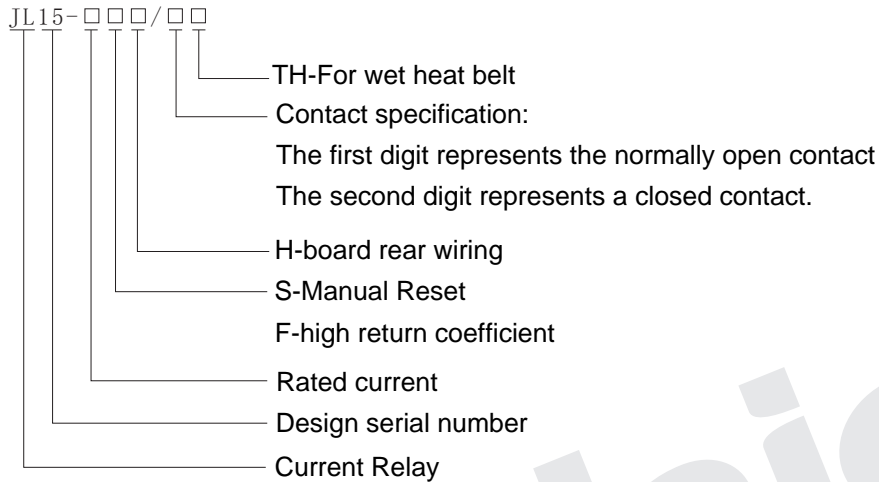 JL15-□□□/□□
TH-For wet heat belt
Contact specification:
The first digit represents the normally open contact
The second digit represents a closed contact.
H-board rear wiring
S-Manual Reset
F-high return coefficient
Rated current
Design serial number
Current Relay